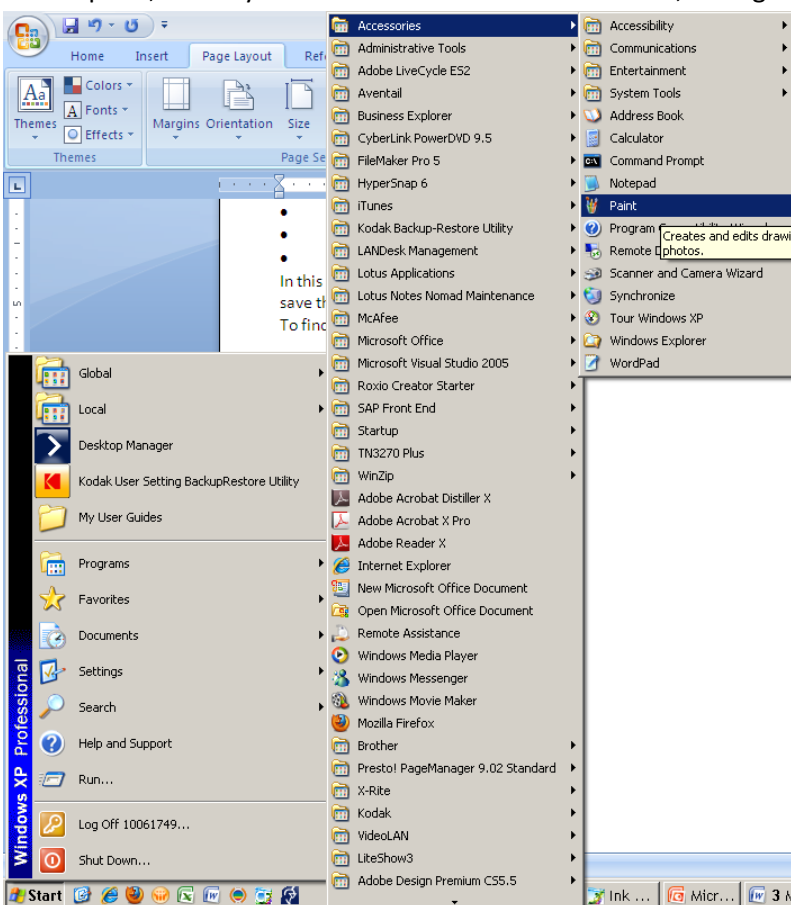 Home Insert Page Layout Ref
Themes
Colors
Fonts
Effects
Margins Orientation Size
Themes
Page Se
In this
save th
To find
Windows XP Professional
Global
Local
Desktop Manager
Kodak User Setting BackupRestore Utility
My User Guides
Programs
Favorites
Documents
Settings
Search
Help and Support
Run...
Log Off 10061749...
Shut Down...
Accessories
Administrative Tools
Adobe LiveCycle ES2
Aventail
Business Explorer
CyberLink PowerDVD 9.5
FileMaker Pro 5
HyperSnap 6
iTunes
Kodak Backup-Restore Utility
LANDesk Management
Lotus Applications
Lotus Notes Nomad Maintenance
McAfee
Microsoft Office
Microsoft Visual Studio 2005
Roxio Creator Starter
SAP Front End
Startup
TN3270 Plus
WinZip
Adobe Acrobat Distiller X
Adobe Acrobat X Pro
Adobe Reader X
Internet Explorer
New Microsoft Office Document
Open Microsoft Office Document
Remote Assistance
Windows Media Player
Windows Messenger
Windows Movie Maker
Mozilla Firefox
Brother
Presto! PageManager 9.02 Standard
X-Rite
Kodak
VideoLAN
LiteShow3
Adobe Design Premium CS5.5
Accessibility
Communications
Entertainment
System Tools
Address Book
Calculator
Command Prompt
Notepad
Paint
Program
Creates and edits drawi
photos.
Remote D
Scanner and Camera Wizard
Synchronize
Tour Windows XP
Windows Explorer
WordPad
Start
Ink ... Micr... 3 M